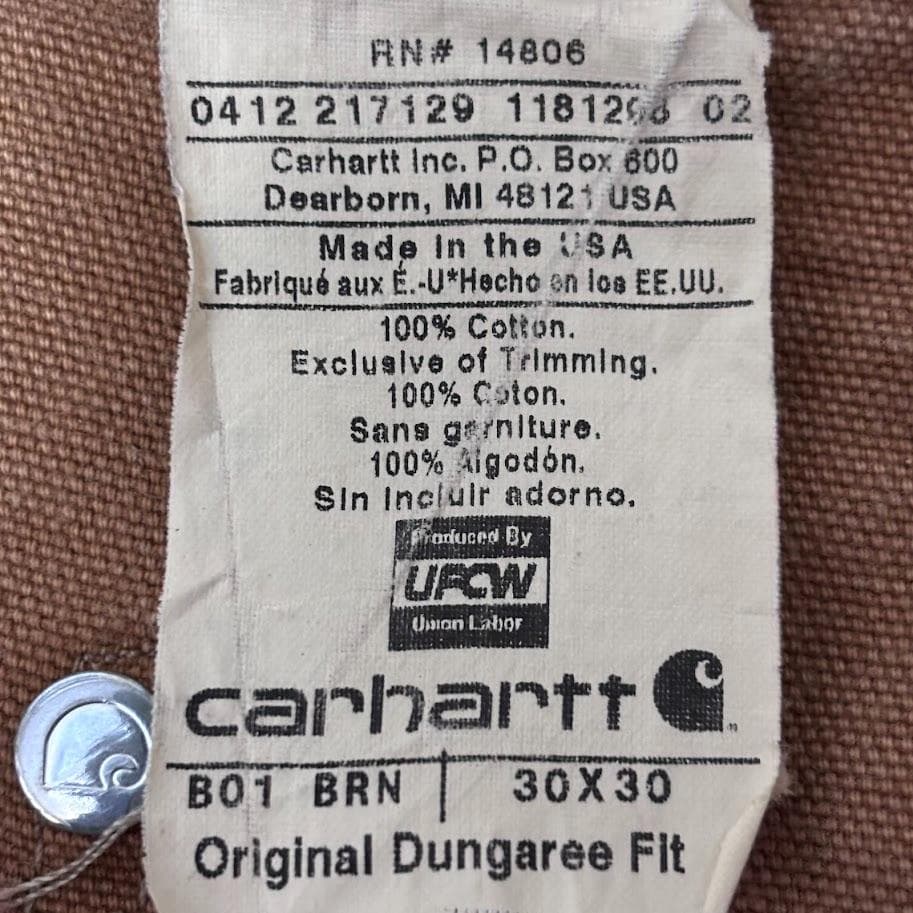 RN# 14806
0412 217129 1181298 02
Carhartt Inc. P.O. Box 600
Dearborn, MI 48121 USA
Made in the USA
Fabriqué aux É.-U*Hecho en los EE.UU.
100% Cotton.
Exclusive of Trimming.
100% Coton.
Sans garniture.
100% Algodón.
Sin incluir adorno.
Produced By
UFCW
Union Labor
carhartt
B01 BRN 30X30
Original Dungaree Fit